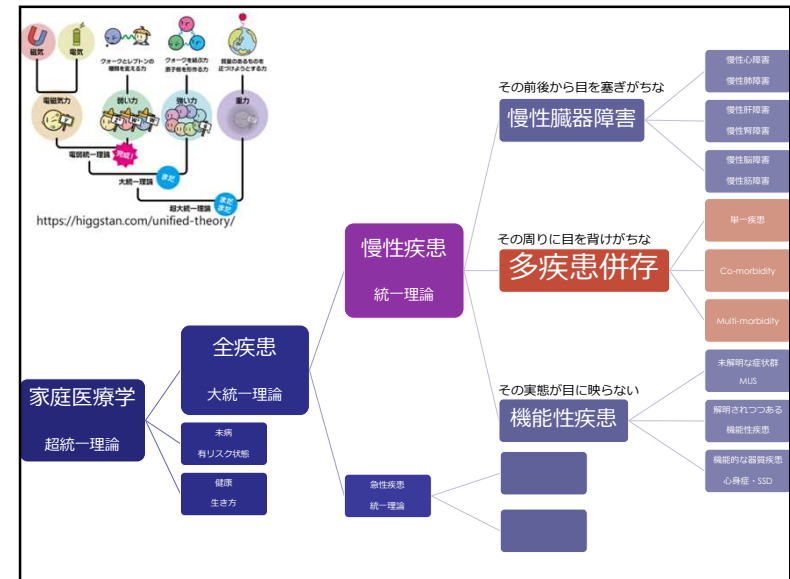 磁気
電気
クォークとレプトンの
種類を変える力
クォークを結ぶ力
原子核を形作る力
質量のあるものを
近づけようとする力
電磁気力
弱い力
強い力
重力
電弱統一理論
完成!
大統一理論
まだ
超大統一理論
まだ
まだ
https://higgstan.com/unified-theory/
家庭医療学
超統一理論
全疾患
大統一理論
未病
有リスク状態
健康
生き方
慢性疾患
統一理論
急性疾患
統一理論
その前後から目を塞ぎがちな
慢性臓器障害
慢性心障害
慢性肺障害
慢性肝障害
慢性腎障害
慢性脳障害
慢性筋障害
その周りに目を背けがちな
多疾患併存
単一疾患
Co-morbidity
Multi-morbidity
その実態が目に映らない
機能性疾患
未解明な症状群
MUS
解明されつつある
機能性疾患
機能的な器質疾患
心身症・SSD